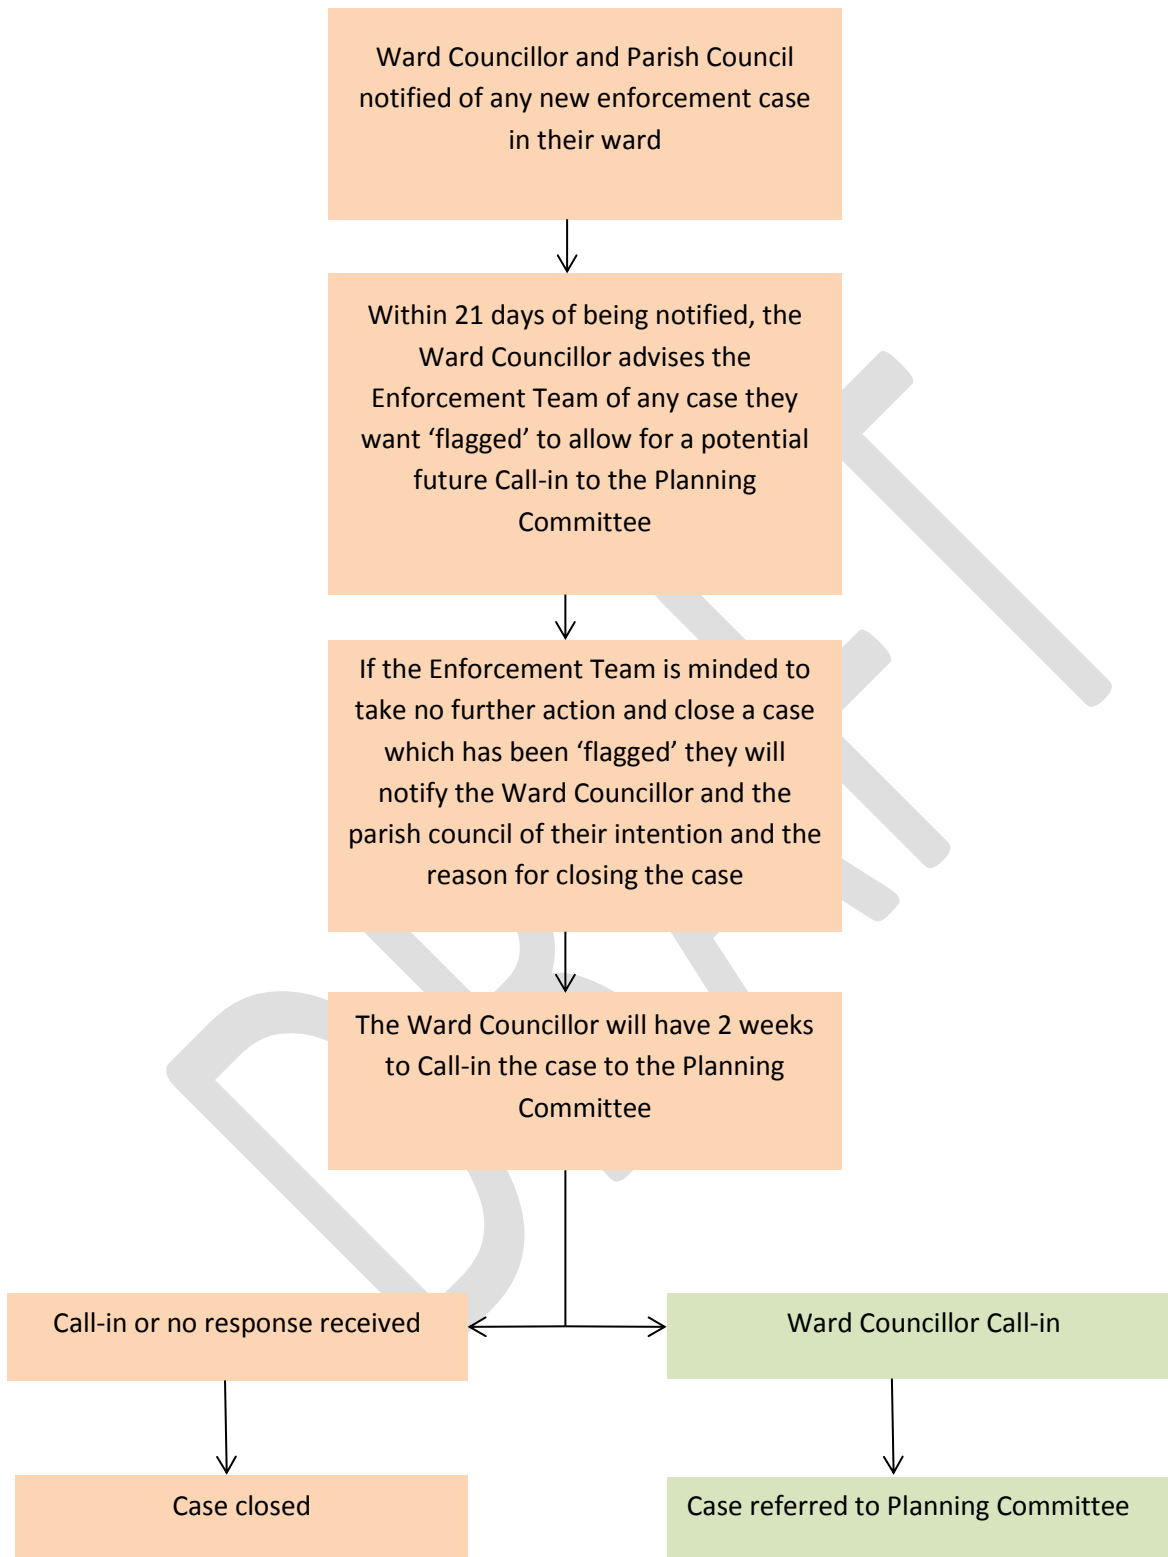 Ward Councillor and Parish Council
notified of any new enforcement case
in their ward
Within 21 days of being notified, the
Ward Councillor advises the
Enforcement Team of any case they
want ‘flagged’ to allow for a potential
future Call-in to the Planning
Committee
If the Enforcement Team is minded to
take no further action and close a case
which has been ‘flagged’ they will
notify the Ward Councillor and the
parish council of their intention and the
reason for closing the case
The Ward Councillor will have 2 weeks
to Call-in the case to the Planning
Committee
Call-in or no response received
Ward Councillor Call-in
Case closed
Case referred to Planning Committee
DRAFT